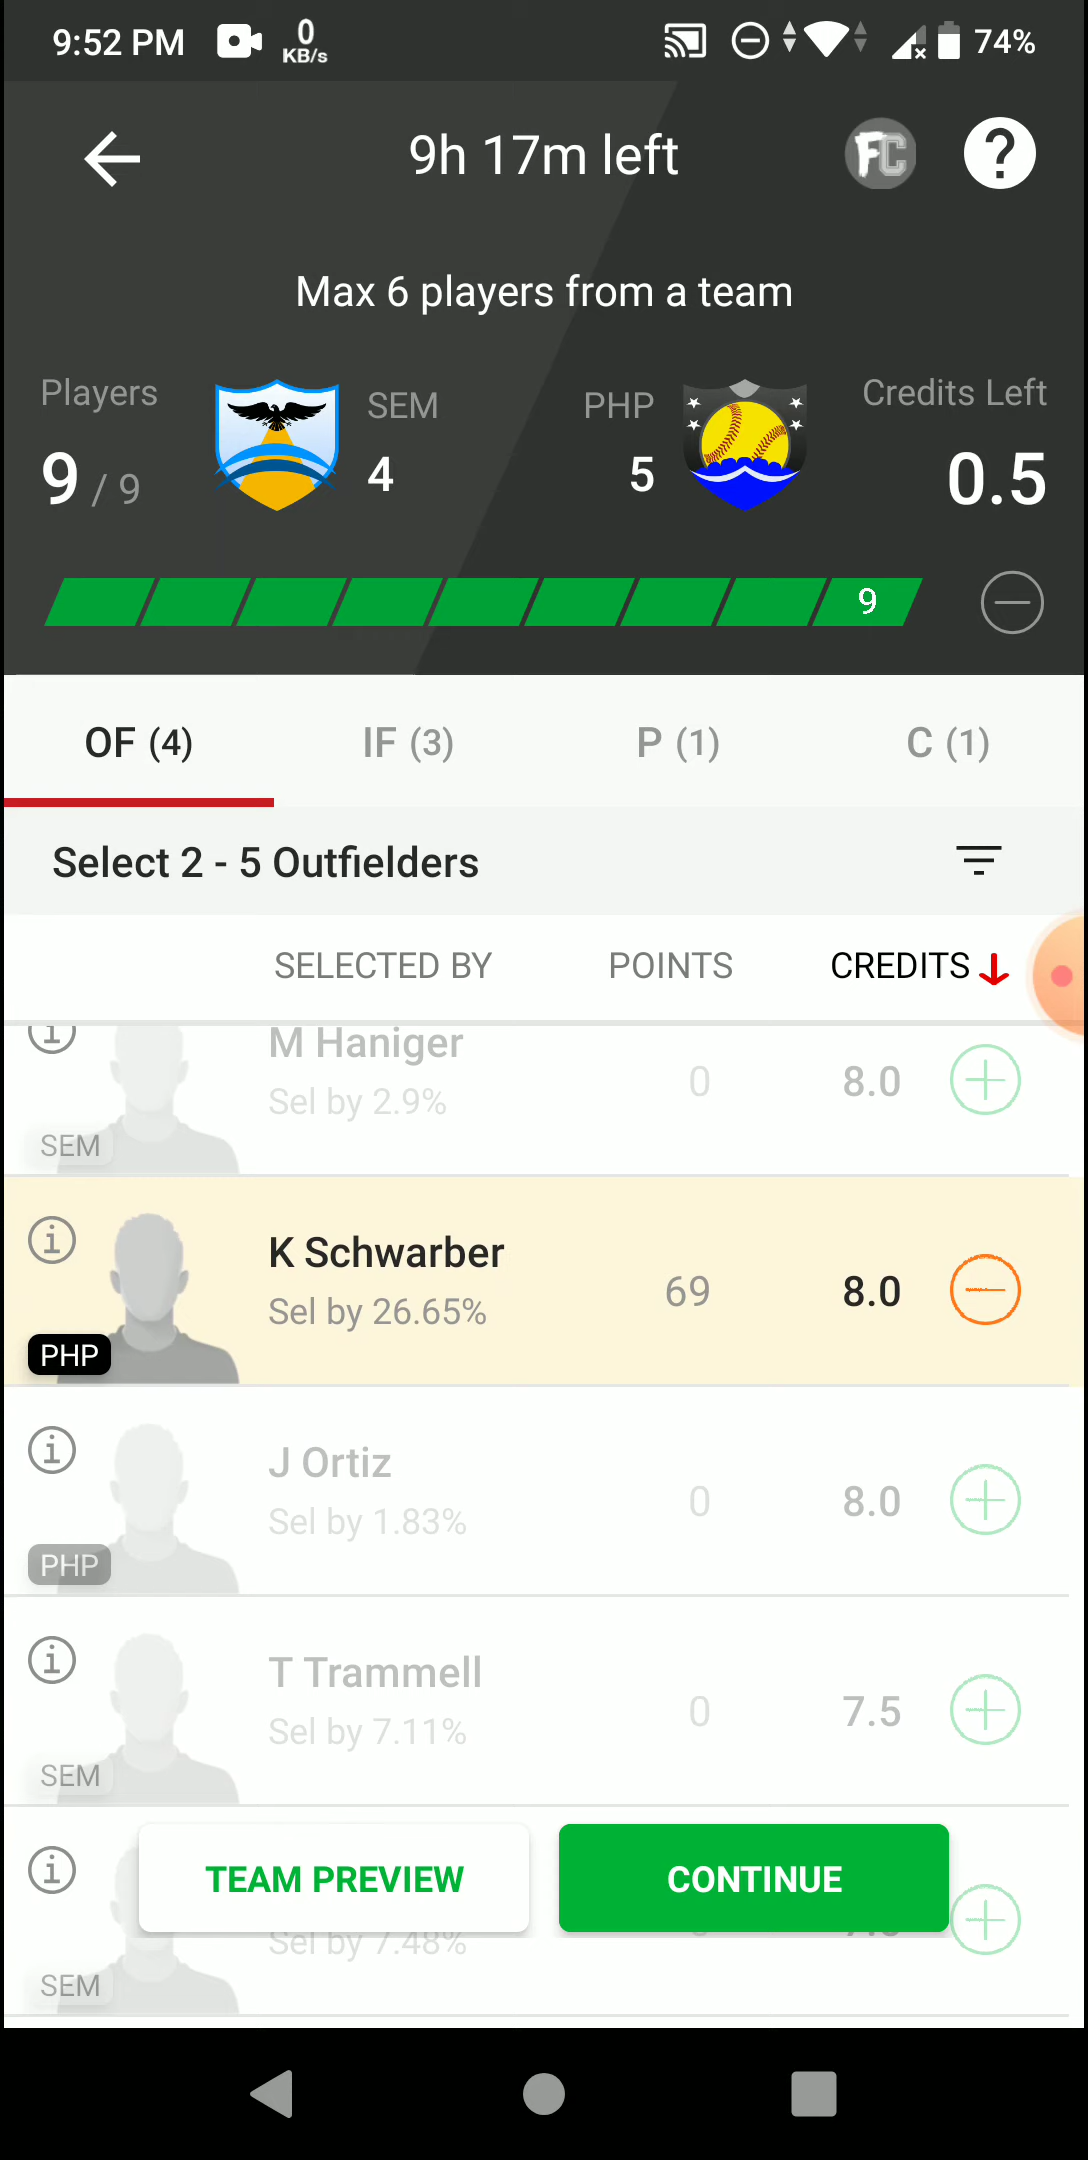 9:52 PM 0 KB/s 74%
9h 17m left FC ?
Max 6 players from a team
Players SEM PHP Credits Left
9 / 9 4 5 0.5
9
OF (4) IF (3) P (1) C (1)
Select 2 - 5 Outfielders
SELECTED BY POINTS CREDITS
M Haniger
Sel by 2.9% 0 8.0
SEM
K Schwarber
Sel by 26.65% 69 8.0
PHP
J Ortiz
Sel by 1.83% 0 8.0
PHP
T Trammell
Sel by 7.11% 0 7.5
SEM
TEAM PREVIEW CONTINUE
Sel by 7.48%
SEM